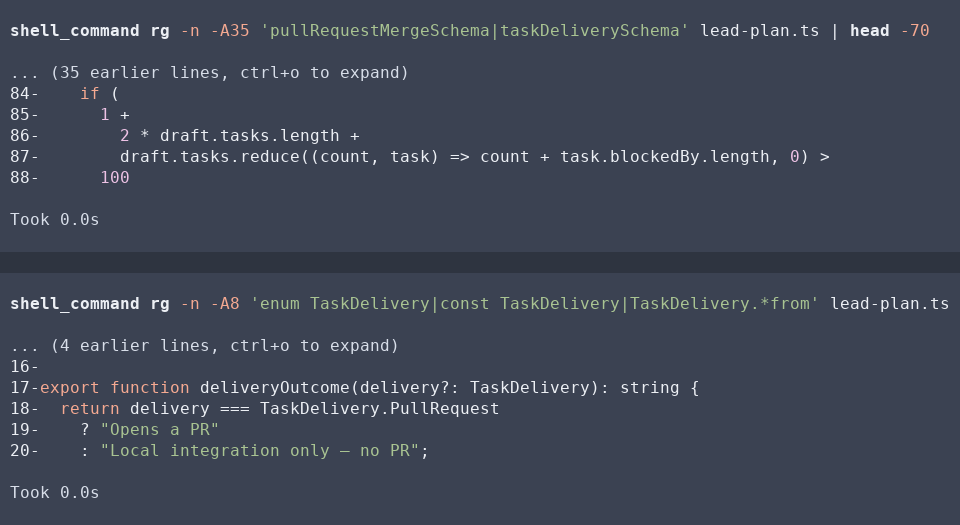 shell_command rg -n -A35 'pullRequestMergeSchema|taskDeliverySchema' lead-plan.ts | head -70
... (35 earlier lines, ctrl+o to expand)
84-    if (
85-      1 +
86-        2 * draft.tasks.length +
87-        draft.tasks.reduce((count, task) => count + task.blockedBy.length, 0) >
88-      100
Took 0.0s
shell_command rg -n -A8 'enum TaskDelivery|const TaskDelivery|TaskDelivery.*from' lead-plan.ts
... (4 earlier lines, ctrl+o to expand)
16-
17-export function deliveryOutcome(delivery?: TaskDelivery): string {
18-  return delivery === TaskDelivery.PullRequest
19-    ? "Opens a PR"
20-    : "Local integration only — no PR";
Took 0.0s